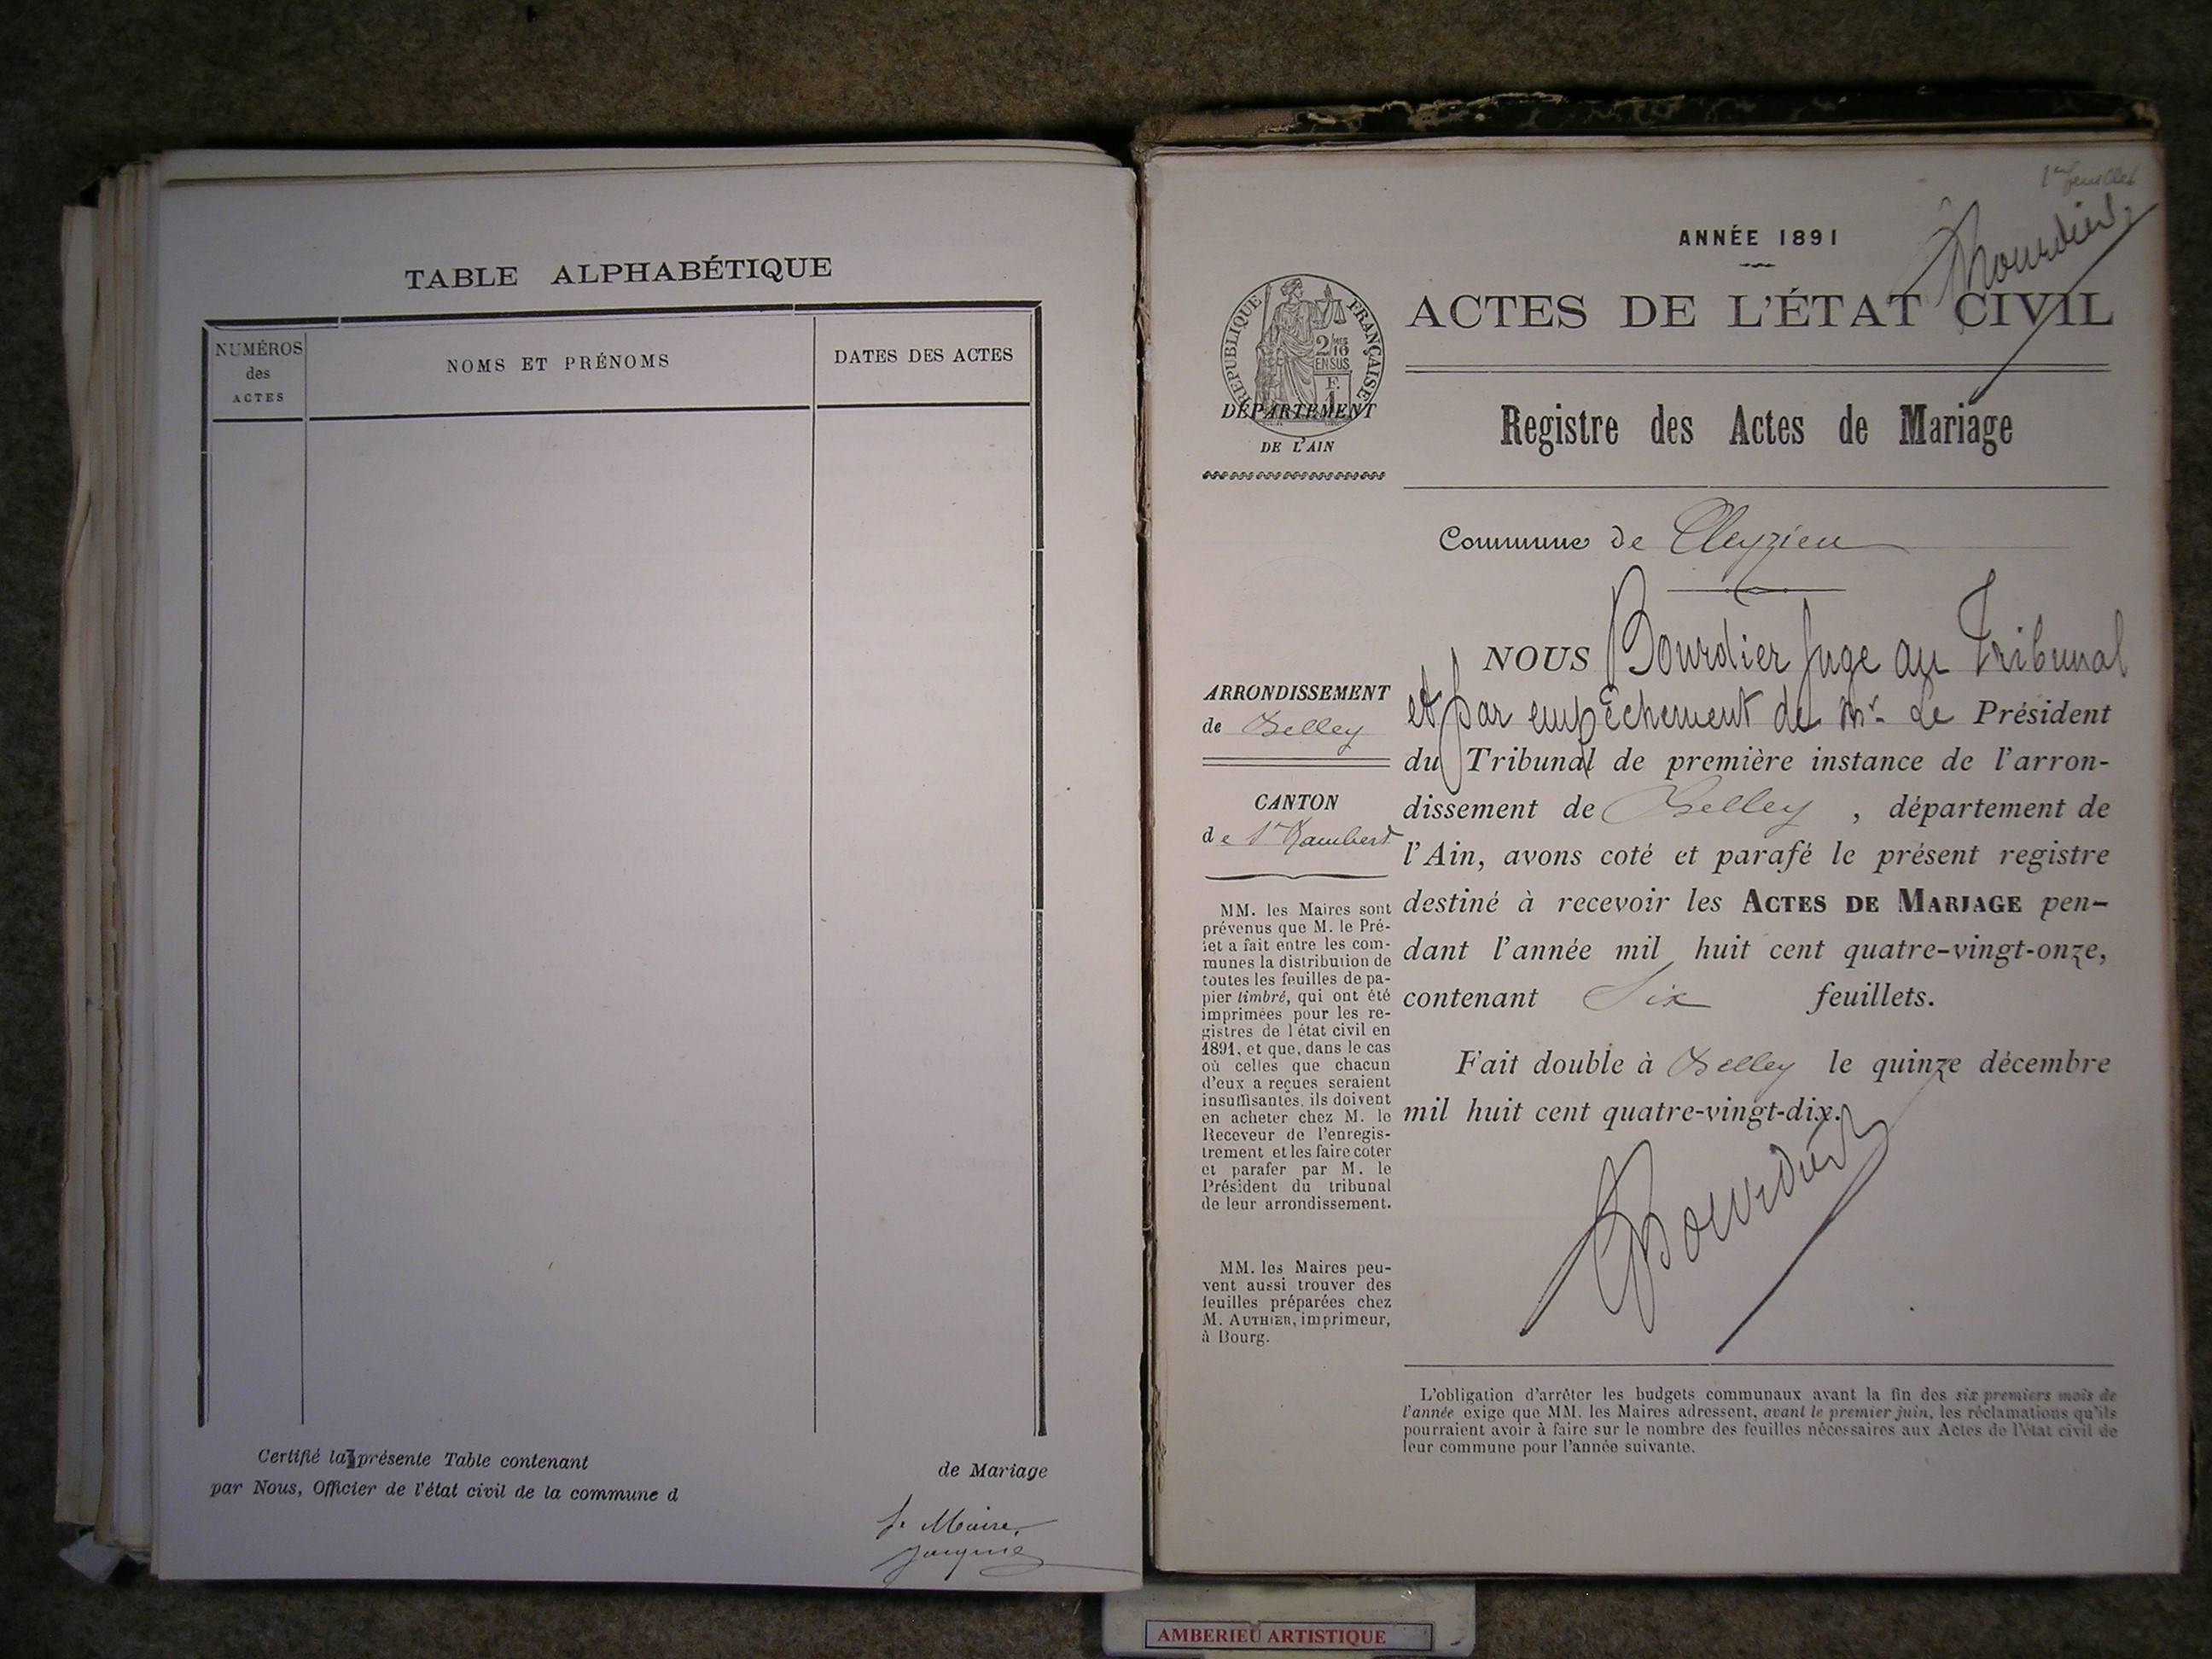 TABLE ALPHABÉTIQUE
NUMÉROS
des
ACTES
NOMS ET PRÉNOMS
DATES DES ACTES
Certifié la présente Table contenant
de Mariage
par Nous, Officier de l'état civil de la commune d
Le Maire,
1er feuillet
Bourdier
ANNÉE 1891
ACTES DE L'ÉTAT CIVIL
RÉPUBLIQUE FRANÇAISE
2/10
EN SUS
F.
1
DÉPARTEMENT
DE L'AIN
Registre des Actes de Mariage
Commune de Cleyzieu
ARRONDISSEMENT
de Belley
CANTON
de St Rambert
MM. les Maires sont
prévenus que M. le Pré-
fet a fait entre les com-
munes la distribution de
toutes les feuilles de pa-
pier timbré, qui ont été
imprimées pour les re-
gistres de l'état civil en
1891, et que, dans le cas
où celles que chacun
d'eux a reçues seraient
insuffisantes, ils doivent
en acheter chez M. le
Receveur de l'enregis-
trement et les faire coter
et parafer par M. le
Président du tribunal
de leur arrondissement.
MM. les Maires peu-
vent aussi trouver des
feuilles préparées chez
M. AUTHIER, imprimeur,
à Bourg.
NOUS Bourdier Juge au Tribunal
et par empêchement de Mr. Le Président
du Tribunal de première instance de l'arron-
dissement de Belley, département de
l'Ain, avons coté et parafé le présent registre
destiné à recevoir les ACTES DE MARIAGE pen-
dant l'année mil huit cent quatre-vingt-onze,
contenant Six feuillets.
Fait double à Belley le quinze décembre
mil huit cent quatre-vingt-dix.
Bourdier
L'obligation d'arrêter les budgets communaux avant la fin des six premiers mois de
l'année exige que MM. les Maires adressent, avant le premier juin, les réclamations qu'ils
pourraient avoir à faire sur le nombre des feuilles nécessaires aux Actes de l'état civil de
leur commune pour l'année suivante.
AMBERIEU ARTISTIQUE